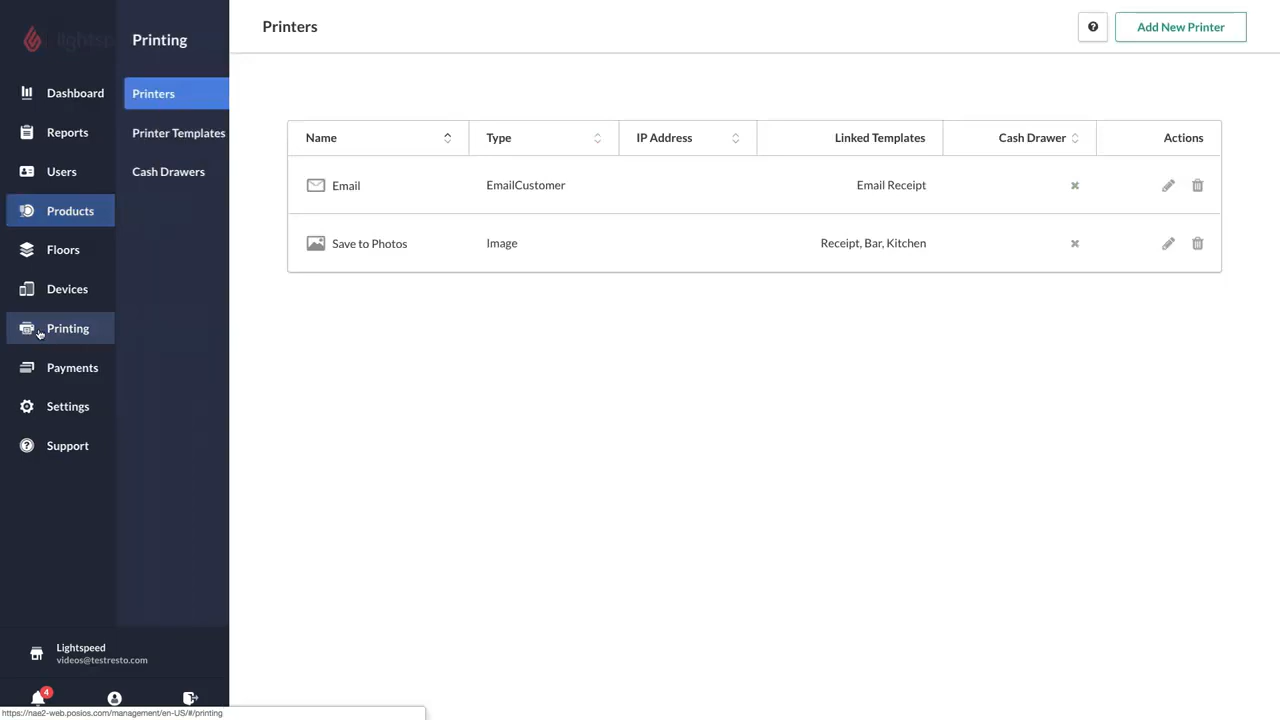 lightspeed
Printing
Printers
Add New Printer
Dashboard
Reports
Users
Products
Floors
Devices
Printing
Payments
Settings
Support
Printers
Printer Templates
Cash Drawers
Name Type IP Address Linked Templates Cash Drawer Actions
Email EmailCustomer Email Receipt
Save to Photos Image Receipt, Bar, Kitchen
Lightspeed
videos@testresto.com
4
https://nae2-web.posios.com/management/en-US/#/printing